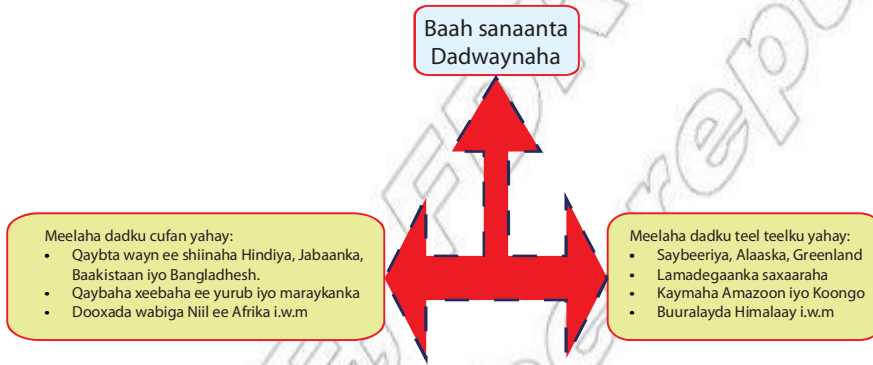 Baah sanaanta
Dadwaynaha
Meelaha dadku cufan yahay:
• Qaybta wayn ee shiinaha Hindiya, Jabaanka,
Baakistaan iyo Bangladhesh.
• Qaybaha xeebaha ee yurub iyo maraykanka
• Dooxada wabiga Niil ee Afrika i.w.m
Meelaha dadku teel teelku yahay:
• Saybeeriya, Alaaska, Greenland
• Lamadegaanka saxaaraha
• Kaymaha Amazoon iyo Koongo
• Buuralayda Himalaay i.w.m